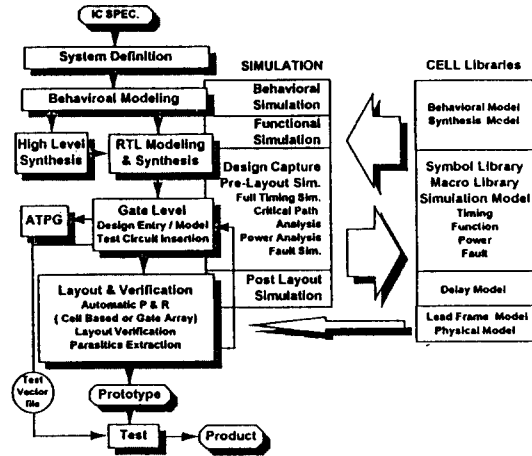 IC SPEC.
System Definition
Behaviroal Modeling
High Level
Synthesis
RTL Modeling
& Synthesis
ATPG
Gate Level
Design Entry / Model
Test Circuit Insertion
Layout & Verification
Automatic P & R
( Cell Based or Gate Array)
Layout Verification
Parasitics Extraction
Test
Vector
file
Prototype
Test
Product
SIMULATION
Behavioral
Simulation
Functional
Simulation
Design Capture
Pre-Layout Sim.
Full Timing Sim.
Critical Path
Analysis
Power Analysis
Fault Sim.
Post Layout
Simulation
CELL Libraries
Behavioral Model
Synthesis Model
Symbol Library
Macro Library
Simulation Model
Timing
Function
Power
Fault
Delay Model
Lead Frame Model
Physical Model